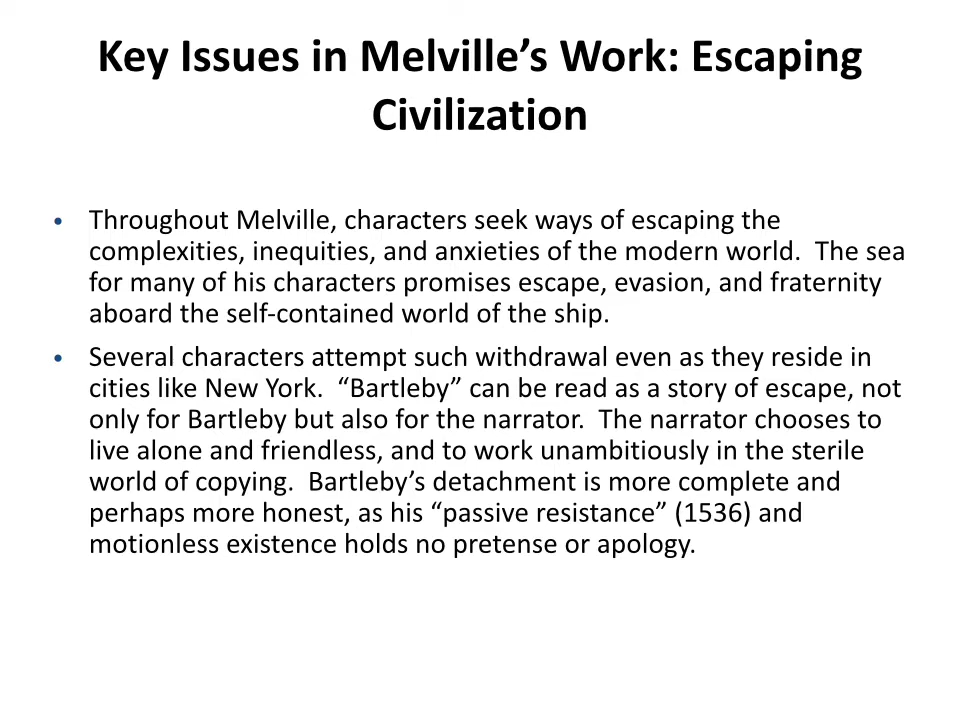 Key Issues in Melville’s Work: Escaping
Civilization
• Throughout Melville, characters seek ways of escaping the
complexities, inequities, and anxieties of the modern world.  The sea
for many of his characters promises escape, evasion, and fraternity
aboard the self-contained world of the ship.
• Several characters attempt such withdrawal even as they reside in
cities like New York.  “Bartleby” can be read as a story of escape, not
only for Bartleby but also for the narrator.  The narrator chooses to
live alone and friendless, and to work unambitiously in the sterile
world of copying.  Bartleby’s detachment is more complete and
perhaps more honest, as his “passive resistance” (1536) and
motionless existence holds no pretense or apology.